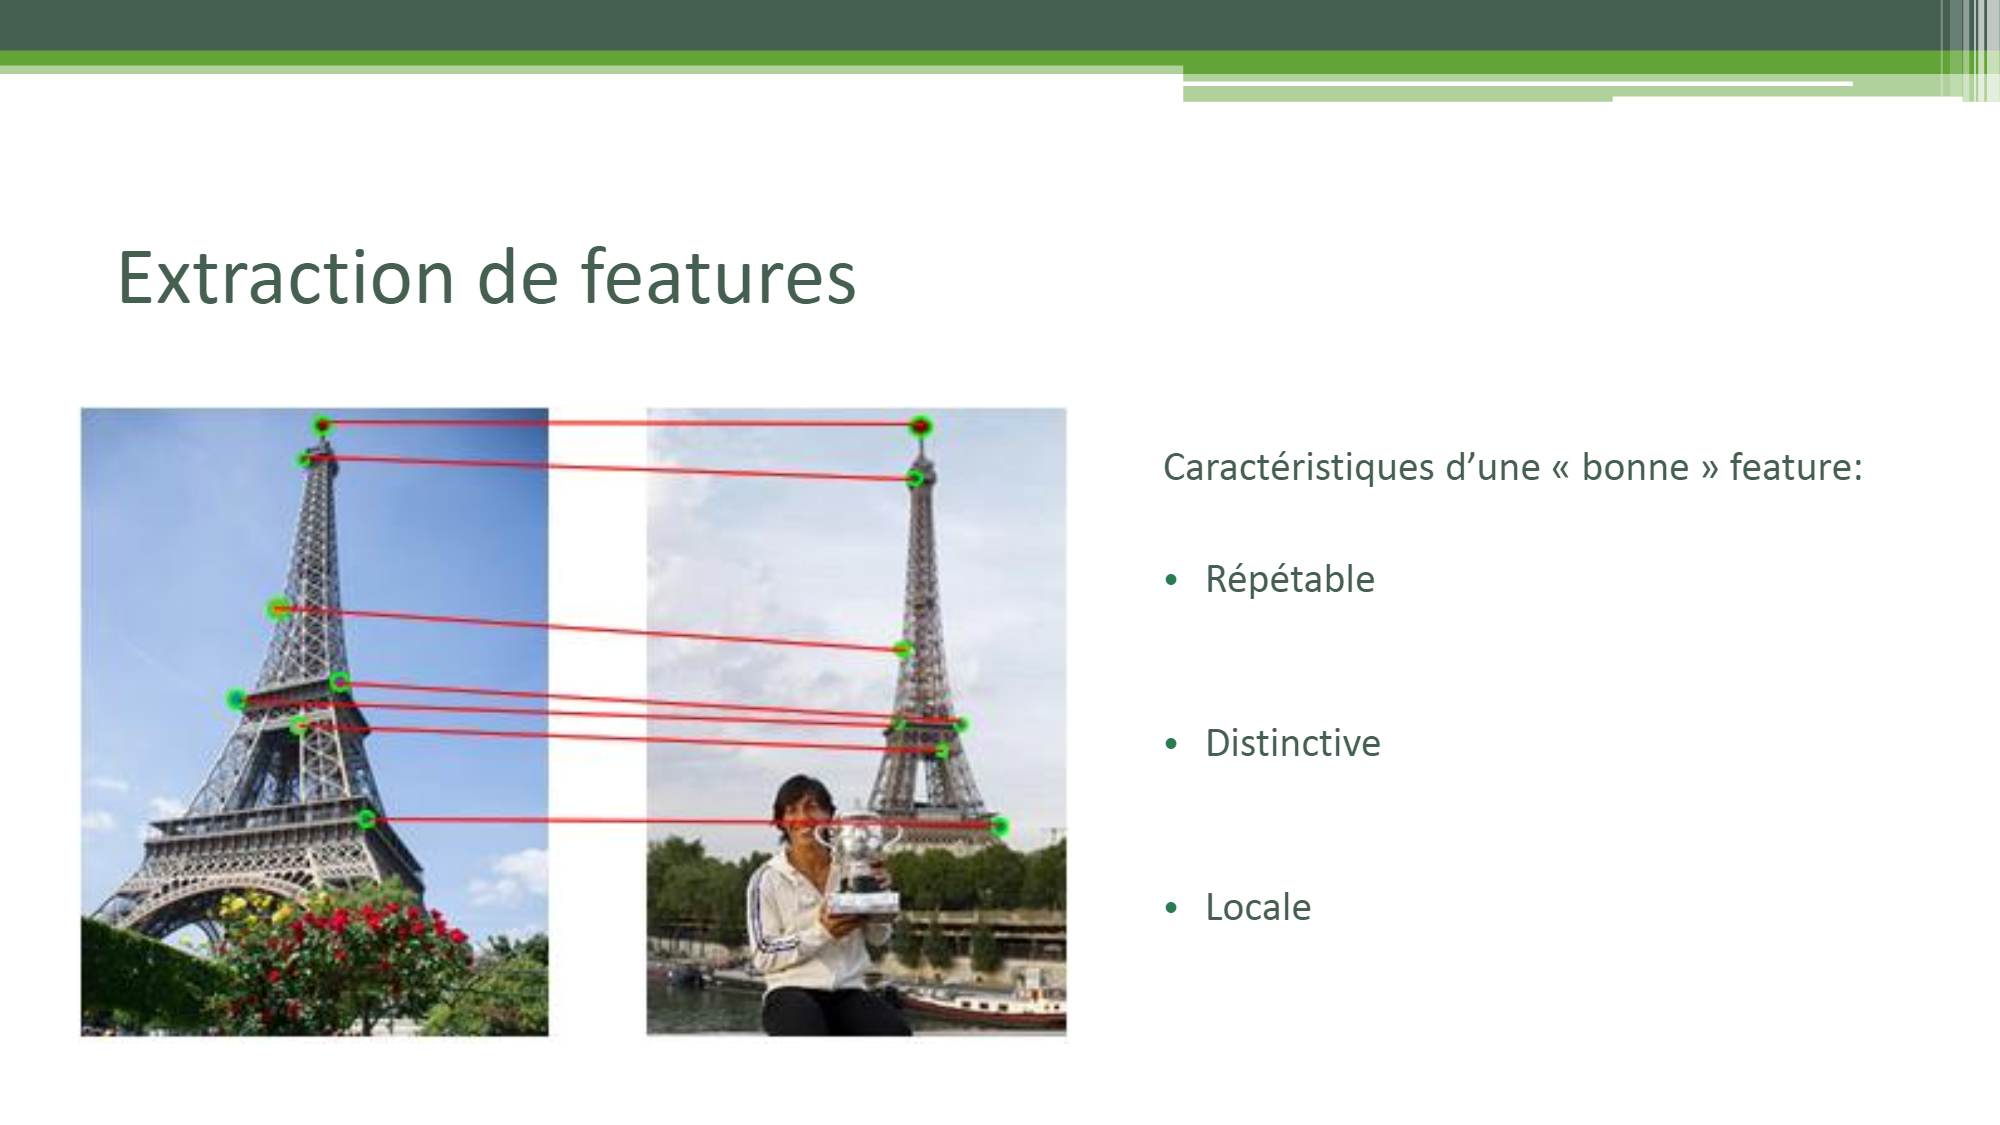 Extraction de features
Caractéristiques d’une « bonne » feature:
• Répétable
• Distinctive
• Locale